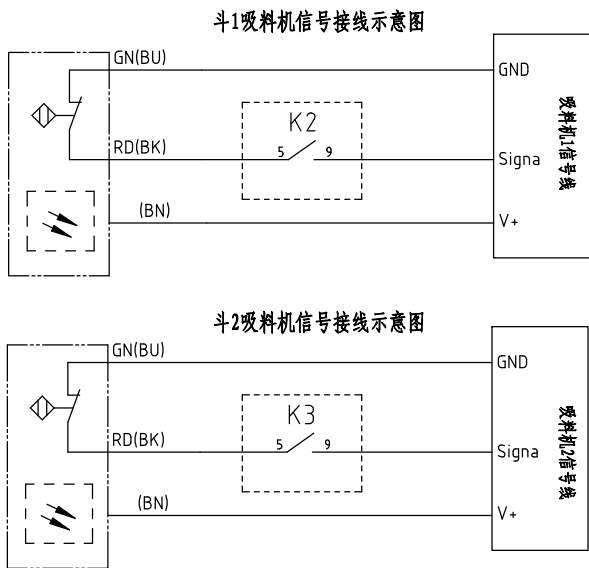 斗1吸料机信号接线示意图
GN(BU)
GND
K2
5 9
RD(BK)
Signa
(BN)
V+
吸料机1信号线
斗2吸料机信号接线示意图
GN(BU)
GND
K3
5 9
RD(BK)
Signa
(BN)
V+
吸料机2信号线